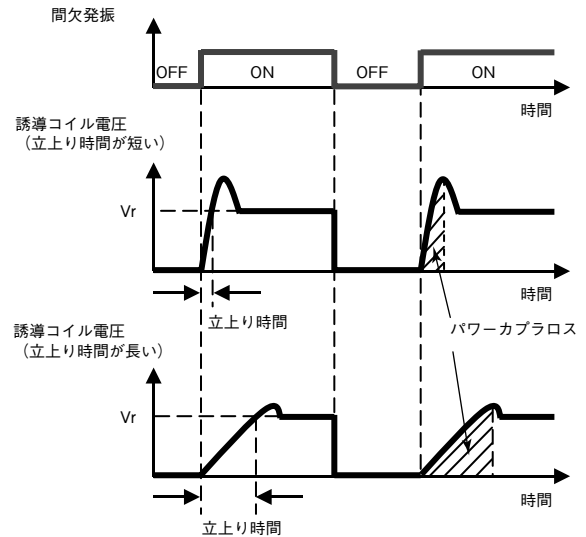 間欠発振
OFF
ON
OFF
ON
時間
誘導コイル電圧
（立上り時間が短い）
Vr
時間
立上り時間
パワーカプラロス
誘導コイル電圧
（立上り時間が長い）
Vr
時間
立上り時間